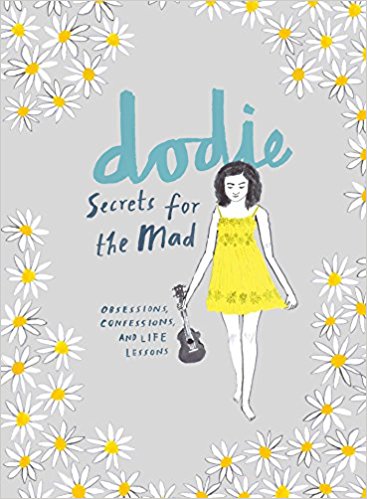 dodie
Secrets for
the Mad
OBSESSIONS,
CONFESSIONS,
AND LIFE
LESSONS